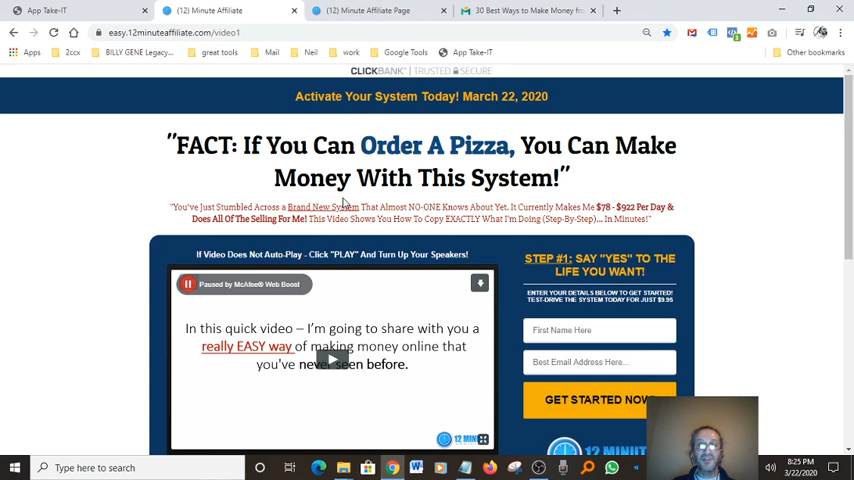 App Take-IT
(12) Minute Affiliate
(12) Minute Affiliate Page
30 Best Ways to Make Money fro
easy.12minuteaffiliate.com/video1
Apps
2ccx
BILLY GENE Legacy...
great tools
Mail
Neil
work
Google Tools
App Take-IT
Other bookmarks
CLICKBANK | TRUSTED SECURE
Activate Your System Today! March 22, 2020
"FACT: If You Can Order A Pizza, You Can Make
Money With This System!"
"You've Just Stumbled Across a Brand New System That Almost NO-ONE Knows About Yet. It Currently Makes Me $78 - $922 Per Day &
Does All Of The Selling For Me! This Video Shows You How To Copy EXACTLY What I'm Doing (Step-By-Step)... In Minutes!"
If Video Does Not Auto-Play - Click "PLAY" And Turn Up Your Speakers!
Paused by McAfee® Web Boost
In this quick video – I'm going to share with you a
really EASY way of making money online that
you've never seen before.
12 MINU
STEP #1: SAY "YES" TO THE
LIFE YOU WANT!
ENTER YOUR DETAILS BELOW TO GET STARTED!
TEST-DRIVE THE SYSTEM TODAY FOR JUST $9.95
First Name Here
Best Email Address Here...
GET STARTED NOW
12 MINUT
Type here to search
8:25 PM
3/22/2020